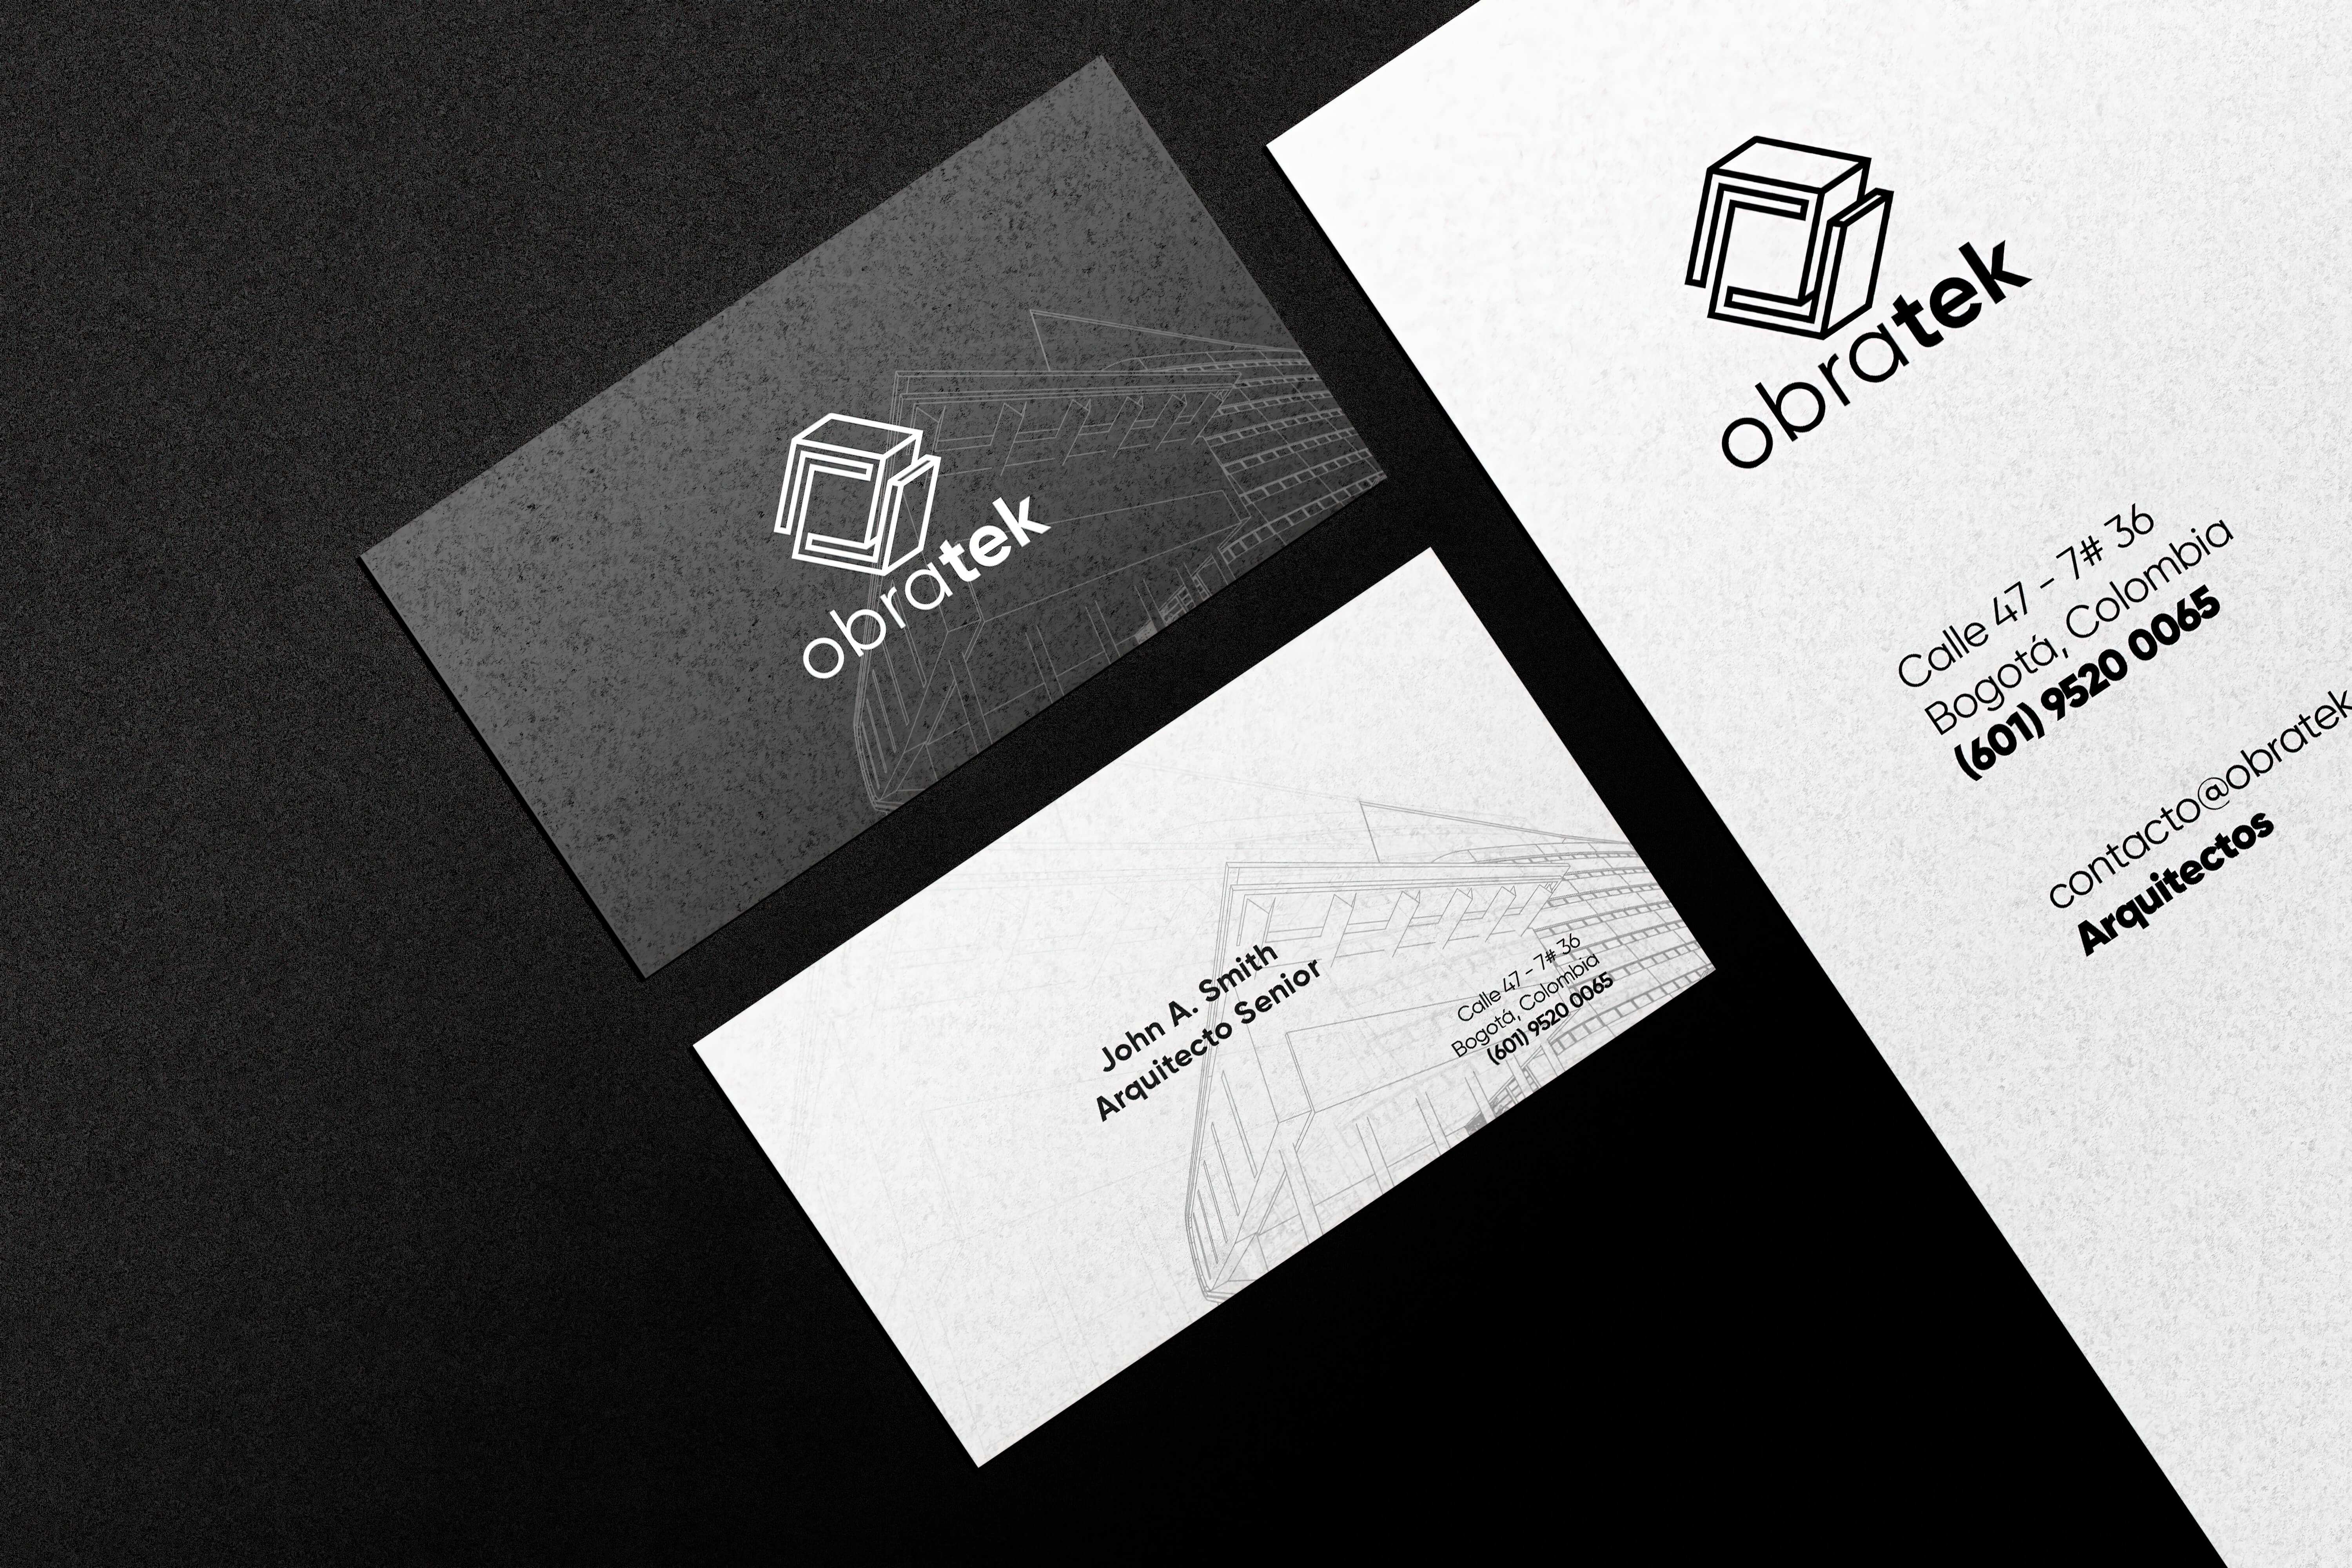 obratek
obratek
Calle 47 - 7# 36
Bogotá, Colombia
(601) 9520 0065
contacto@obratek
Arquitectos
John A. Smith
Arquitecto Senior
Calle 47 - 7# 36
Bogotá, Colombia
(601) 9520 0065